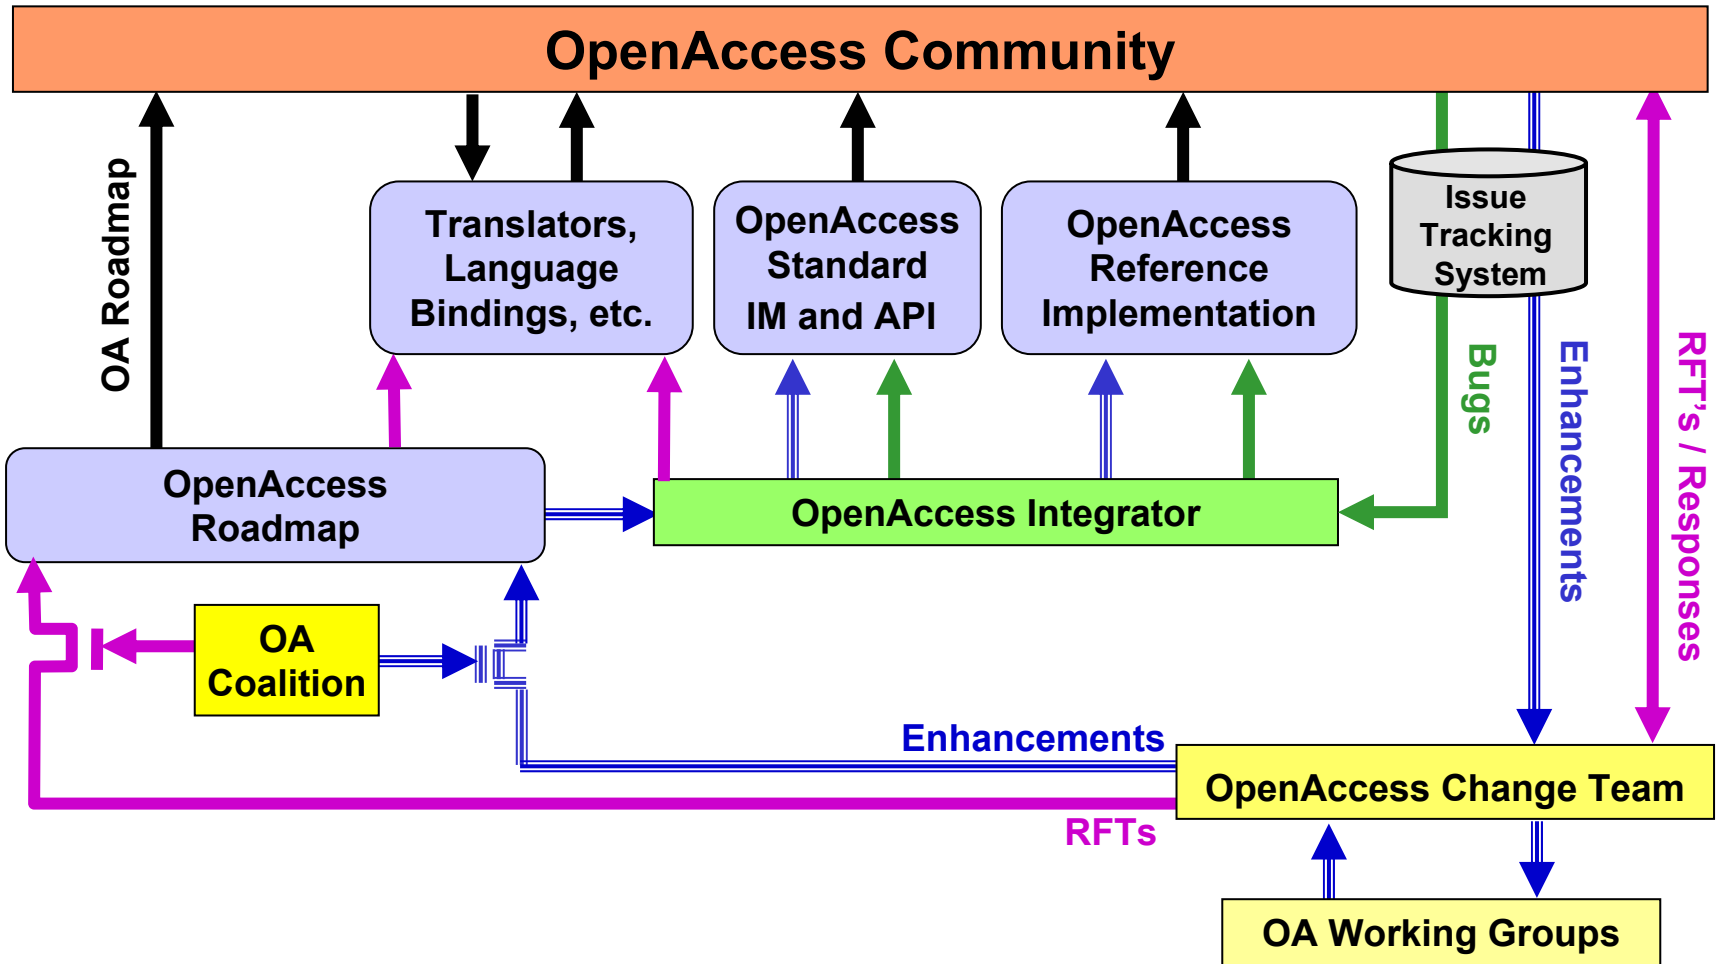 OpenAccess Community
OA Roadmap
Translators,
Language
Bindings, etc.
OpenAccess
Standard
IM and API
OpenAccess
Reference
Implementation
Issue
Tracking
System
Bugs
Enhancements
RFT's / Responses
OpenAccess
Roadmap
OpenAccess Integrator
OA
Coalition
Enhancements
OpenAccess Change Team
RFTs
OA Working Groups